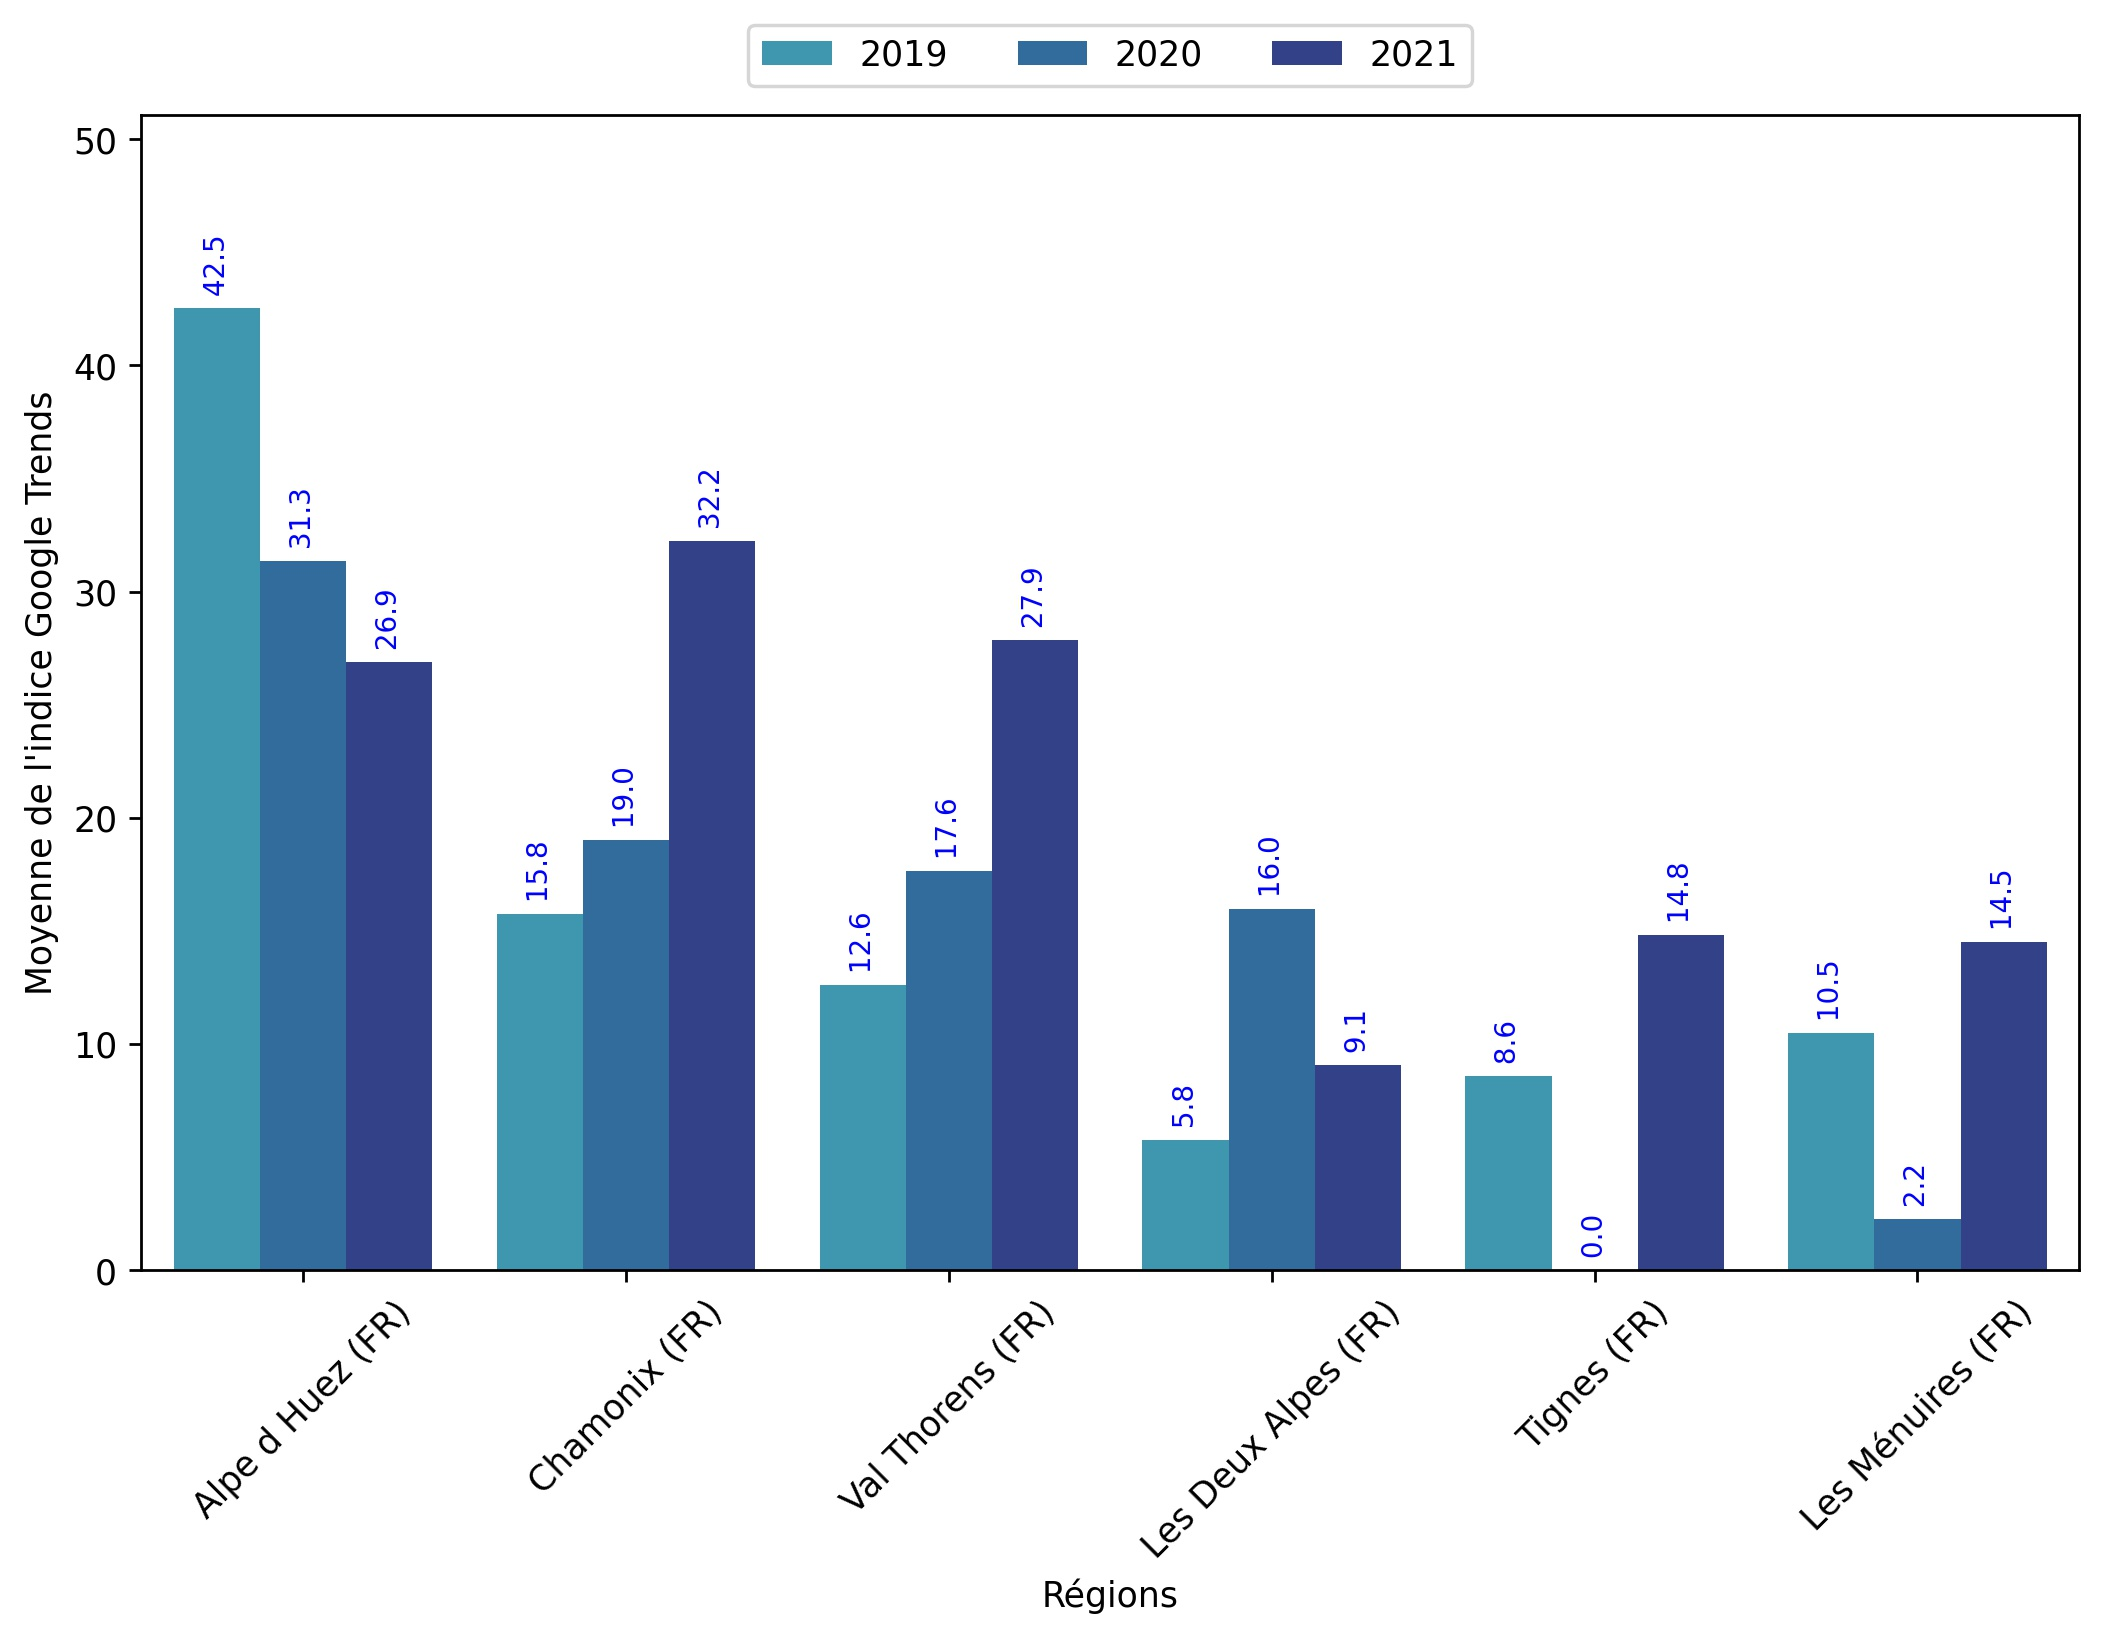 2019 2020 2021
Moyenne de l'indice Google Trends
50
40
30
20
10
0
42.5
31.3
26.9
15.8
19.0
32.2
12.6
17.6
27.9
5.8
16.0
9.1
8.6
0.0
14.8
10.5
2.2
14.5
Alpe d Huez (FR)
Chamonix (FR)
Val Thorens (FR)
Les Deux Alpes (FR)
Tignes (FR)
Les Ménuires (FR)
Régions